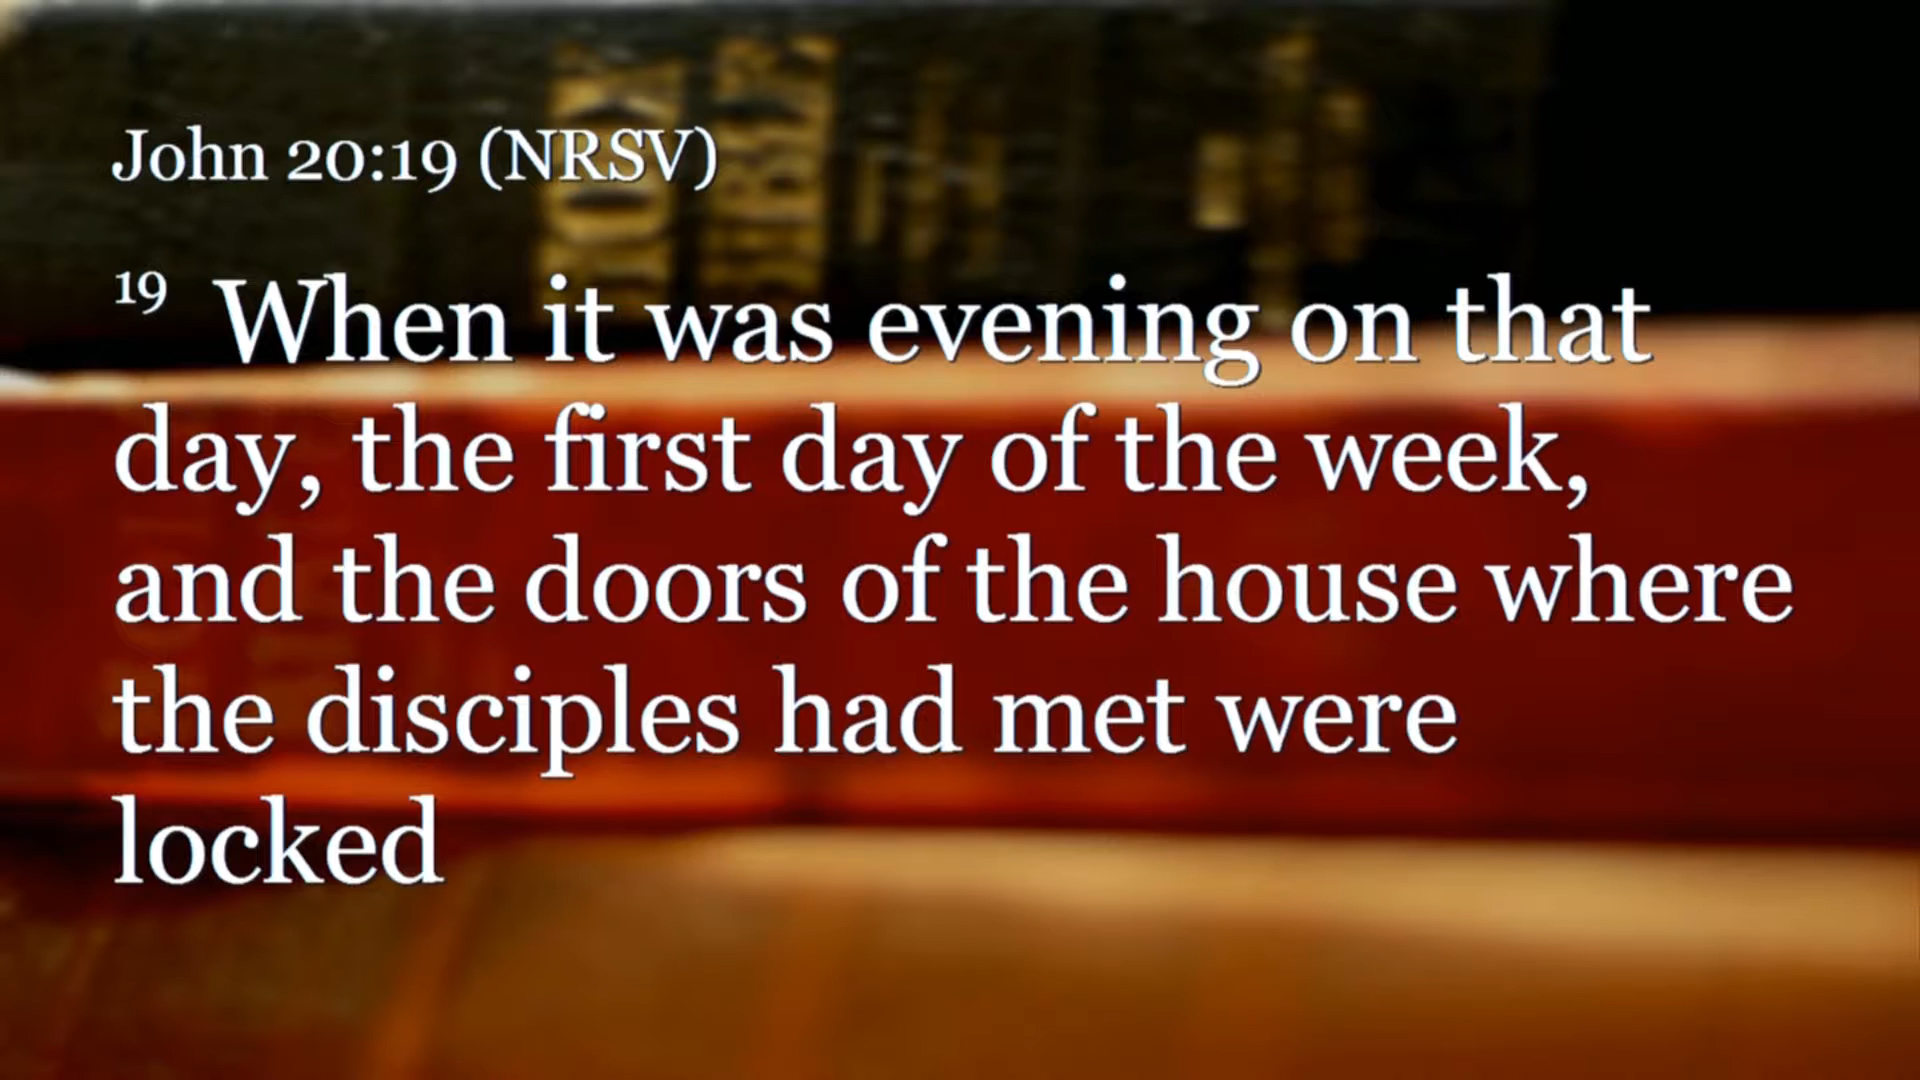 John 20:19 (NRSV)
19 When it was evening on that
day, the first day of the week,
and the doors of the house where
the disciples had met were
locked